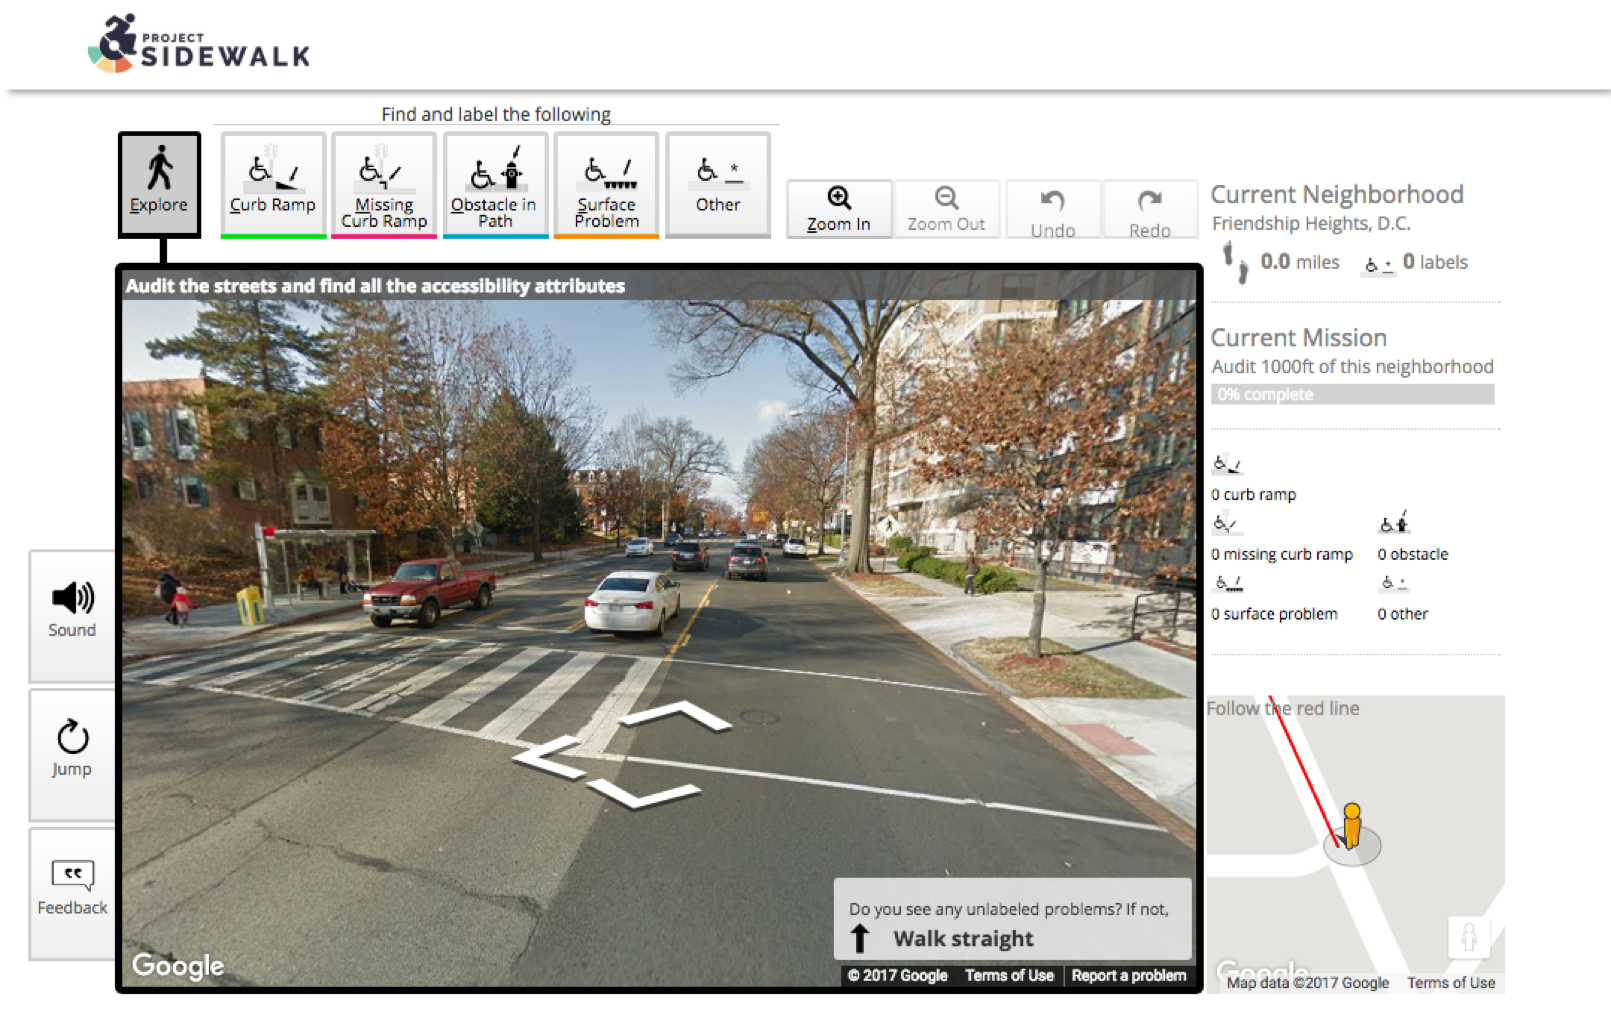 PROJECT
SIDEWALK
Find and label the following
Explore
Curb Ramp
Missing
Curb Ramp
Obstacle in
Path
Surface
Problem
Other
Zoom In
Zoom Out
Undo
Redo
Current Neighborhood
Friendship Heights, D.C.
0.0 miles
0 labels
Audit the streets and find all the accessibility attributes
Current Mission
Audit 1000ft of this neighborhood
0% complete
0 curb ramp
0 missing curb ramp
0 obstacle
0 surface problem
0 other
Sound
Jump
Feedback
Follow the red line
Do you see any unlabeled problems? If not,
Walk straight
Google
© 2017 Google
Terms of Use
Report a problem
Google
Map data ©2017 Google
Terms of Use